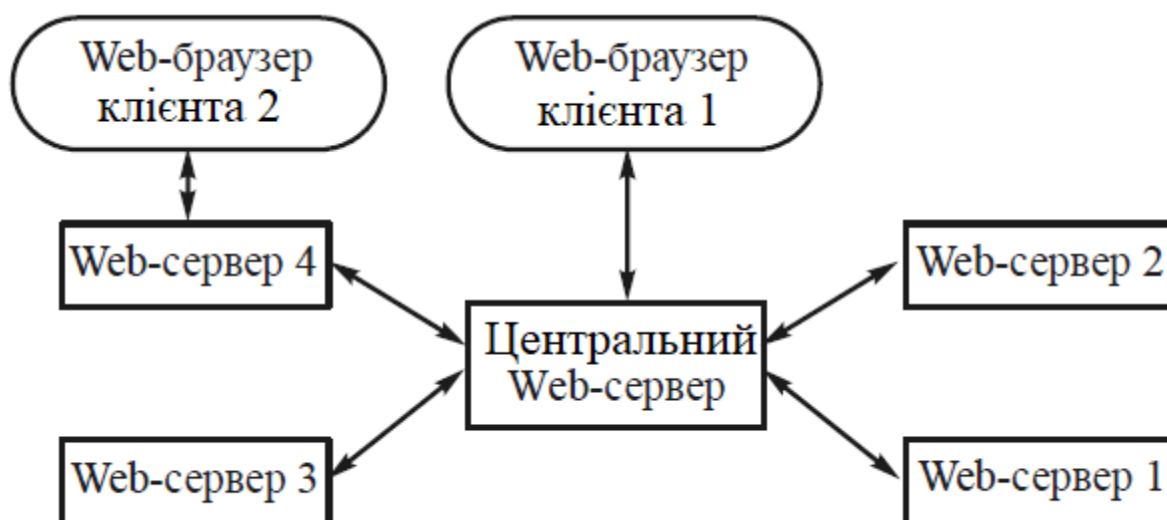 Web-браузер
клієнта 2
Web-браузер
клієнта 1
Web-сервер 4
Web-сервер 2
Центральний
Web-сервер
Web-сервер 3
Web-сервер 1